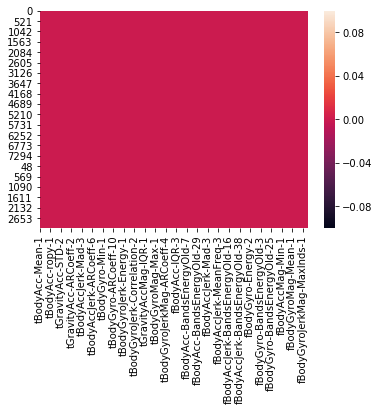 0
521
1042
1563
2084
2605
3126
3647
4168
4689
5210
5731
6252
6773
7294
48
569
1090
1611
2132
2653
0.08
0.04
0.00
−0.04
−0.08
tBodyAcc-Mean-1
tBodyAcc-ropy-1
tGravityAcc-STD-2
tGravityAcc-ARCoeff-2
tBodyAccJerk-Mad-3
tBodyAccJerk-ARCoeff-6
tBodyGyro-Min-1
tBodyGyro-ARCoeff-10
tBodyGyroJerk-Energy-1
tBodyGyroJerk-Correlation-2
tGravityAccMag-IQR-1
tBodyGyroMag-Max-1
tBodyGyroJerkMag-ARCoeff-4
fBodyAcc-IQR-3
fBodyAcc-BandsEnergyOld-7
fBodyAcc-BandsEnergyOld-29
fBodyAccJerk-Mad-3
fBodyAccJerk-MeanFreq-3
fBodyAccJerk-BandsEnergyOld-16
fBodyAccJerk-BandsEnergyOld-38
fBodyGyro-Energy-2
fBodyGyro-BandsEnergyOld-3
fBodyGyro-BandsEnergyOld-25
fBodyAccMag-Min-1
fBodyGyroMag-Mean-1
fBodyGyroJerkMag-MaxInds-1